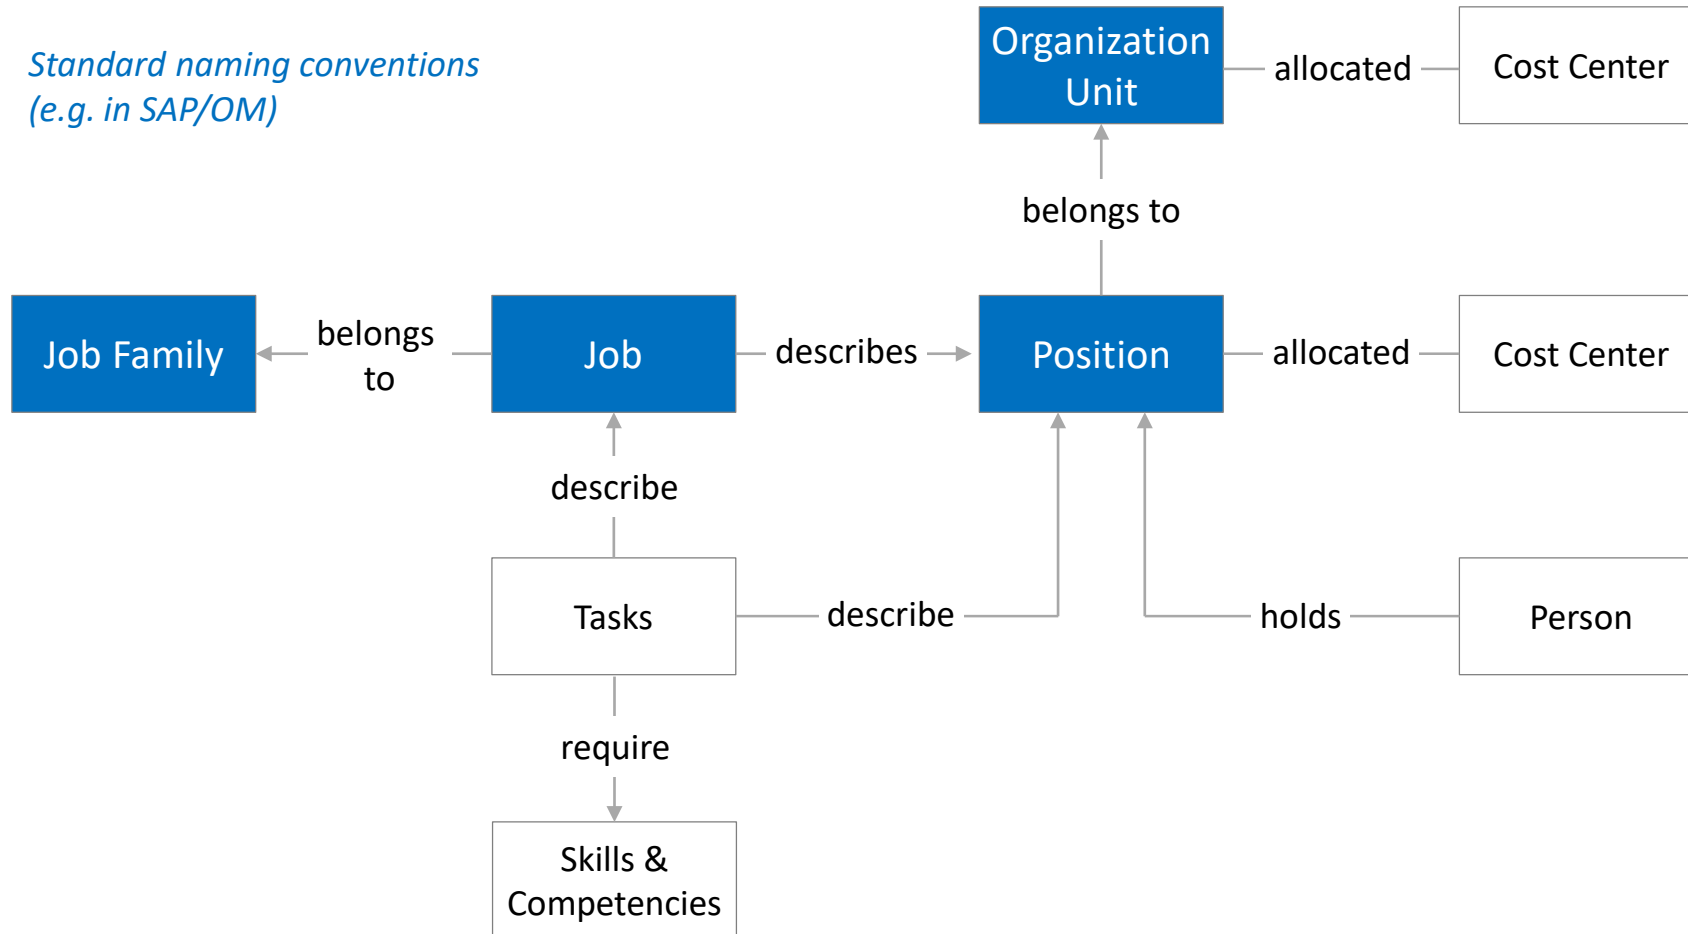 Standard naming conventions
(e.g. in SAP/OM)
Organization
Unit
allocated
Cost Center
belongs to
Job Family
belongs
to
Job
describes
Position
allocated
Cost Center
describe
Tasks
describe
holds
Person
require
Skills &
Competencies